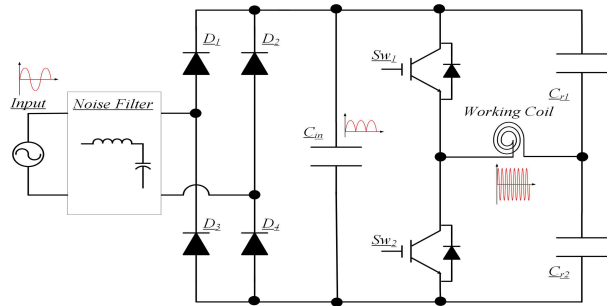 D1
D2
Sw1
Input
Noise Filter
Cin
Cr1
Working Coil
D3
D4
Sw2
Cr2